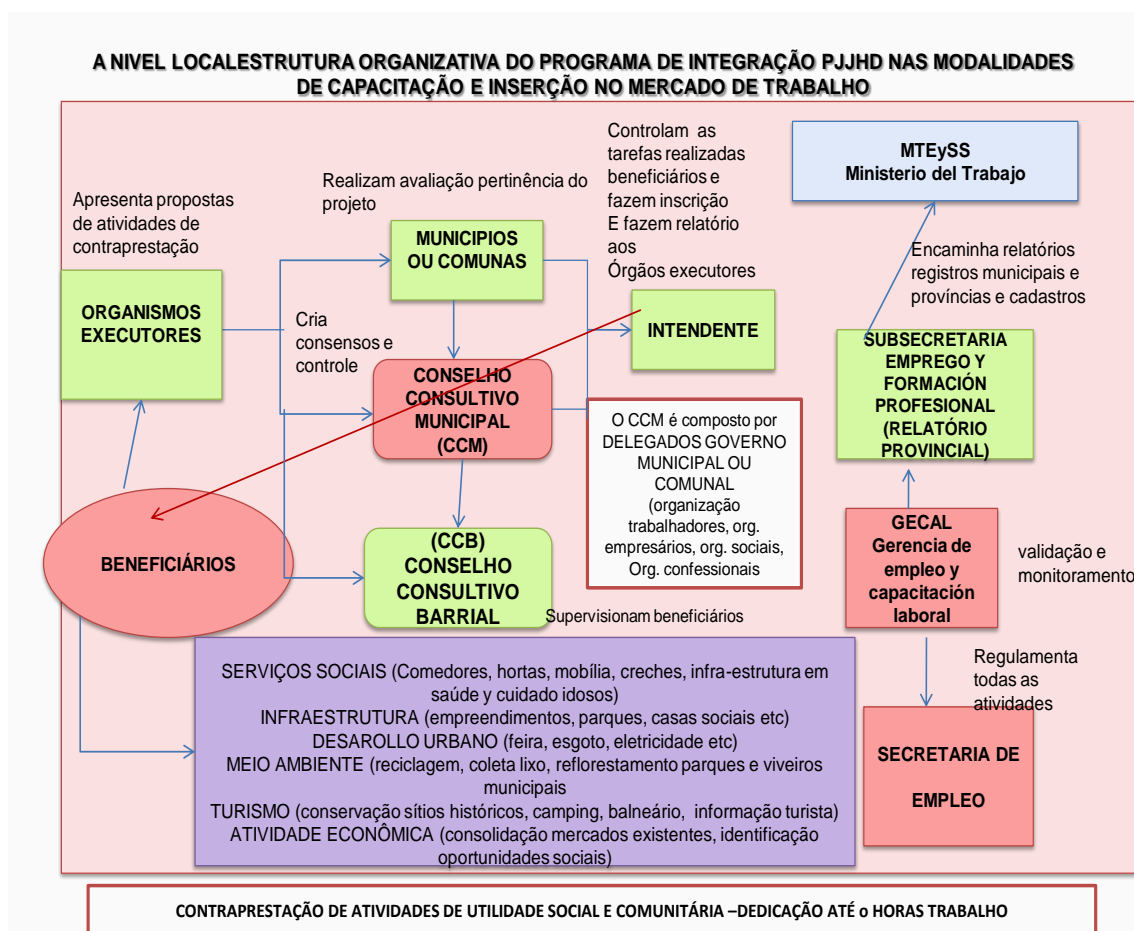 A NIVEL LOCALESTRUTURA ORGANIZATIVA DO PROGRAMA DE INTEGRAÇÃO PJJHD NAS MODALIDADES
DE CAPACITAÇÃO E INSERÇÃO NO MERCADO DE TRABALHO
Apresenta propostas
de atividades de
contraprestação
ORGANISMOS
EXECUTORES
Realizam avaliação pertinência do
projeto
MUNICIPIOS
OU COMUNAS
Cria
consensos e
controle
CONSELHO
CONSULTIVO
MUNICIPAL
(CCM)
Controlam as
tarefas realizadas
beneficiários e
fazem inscrição
E fazem relatório
aos
Órgãos executores
INTENDENTE
MTEySS
Ministerio del Trabajo
Encaminha relatórios
registros municipais e
províncias e cadastros
SUBSECRETARIA
EMPREGO Y
FORMACIÓN
PROFESIONAL
(RELATÓRIO
PROVINCIAL)
O CCM é composto por
DELEGADOS GOVERNO
MUNICIPAL OU
COMUNAL
(organização
trabalhadores, org.
empresários, org. sociais,
Org. confessionais
BENEFICIÁRIOS
(CCB)
CONSELHO
CONSULTIVO
BARRIAL
Supervisionam beneficiários
GECAL
Gerencia de
empleo y
capacitación
laboral
validação e
monitoramento
Regulamenta
todas as
atividades
SECRETARIA DE
EMPLEO
SERVIÇOS SOCIAIS (Comedores, hortas, mobília, creches, infra-estrutura em
saúde y cuidado idosos)
INFRAESTRUTURA (empreendimentos, parques, casas sociais etc)
DESAROLLO URBANO (feira, esgoto, eletricidade etc)
MEIO AMBIENTE (reciclagem, coleta lixo, reflorestamento parques e viveiros
municipais
TURISMO (conservação sítios históricos, camping, balneário, informação turista)
ATIVIDADE ECONÔMICA (consolidação mercados existentes, identificação
oportunidades sociais)
CONTRAPRESTAÇÃO DE ATIVIDADES DE UTILIDADE SOCIAL E COMUNITÁRIA –DEDICAÇÃO ATÉ o HORAS TRABALHO